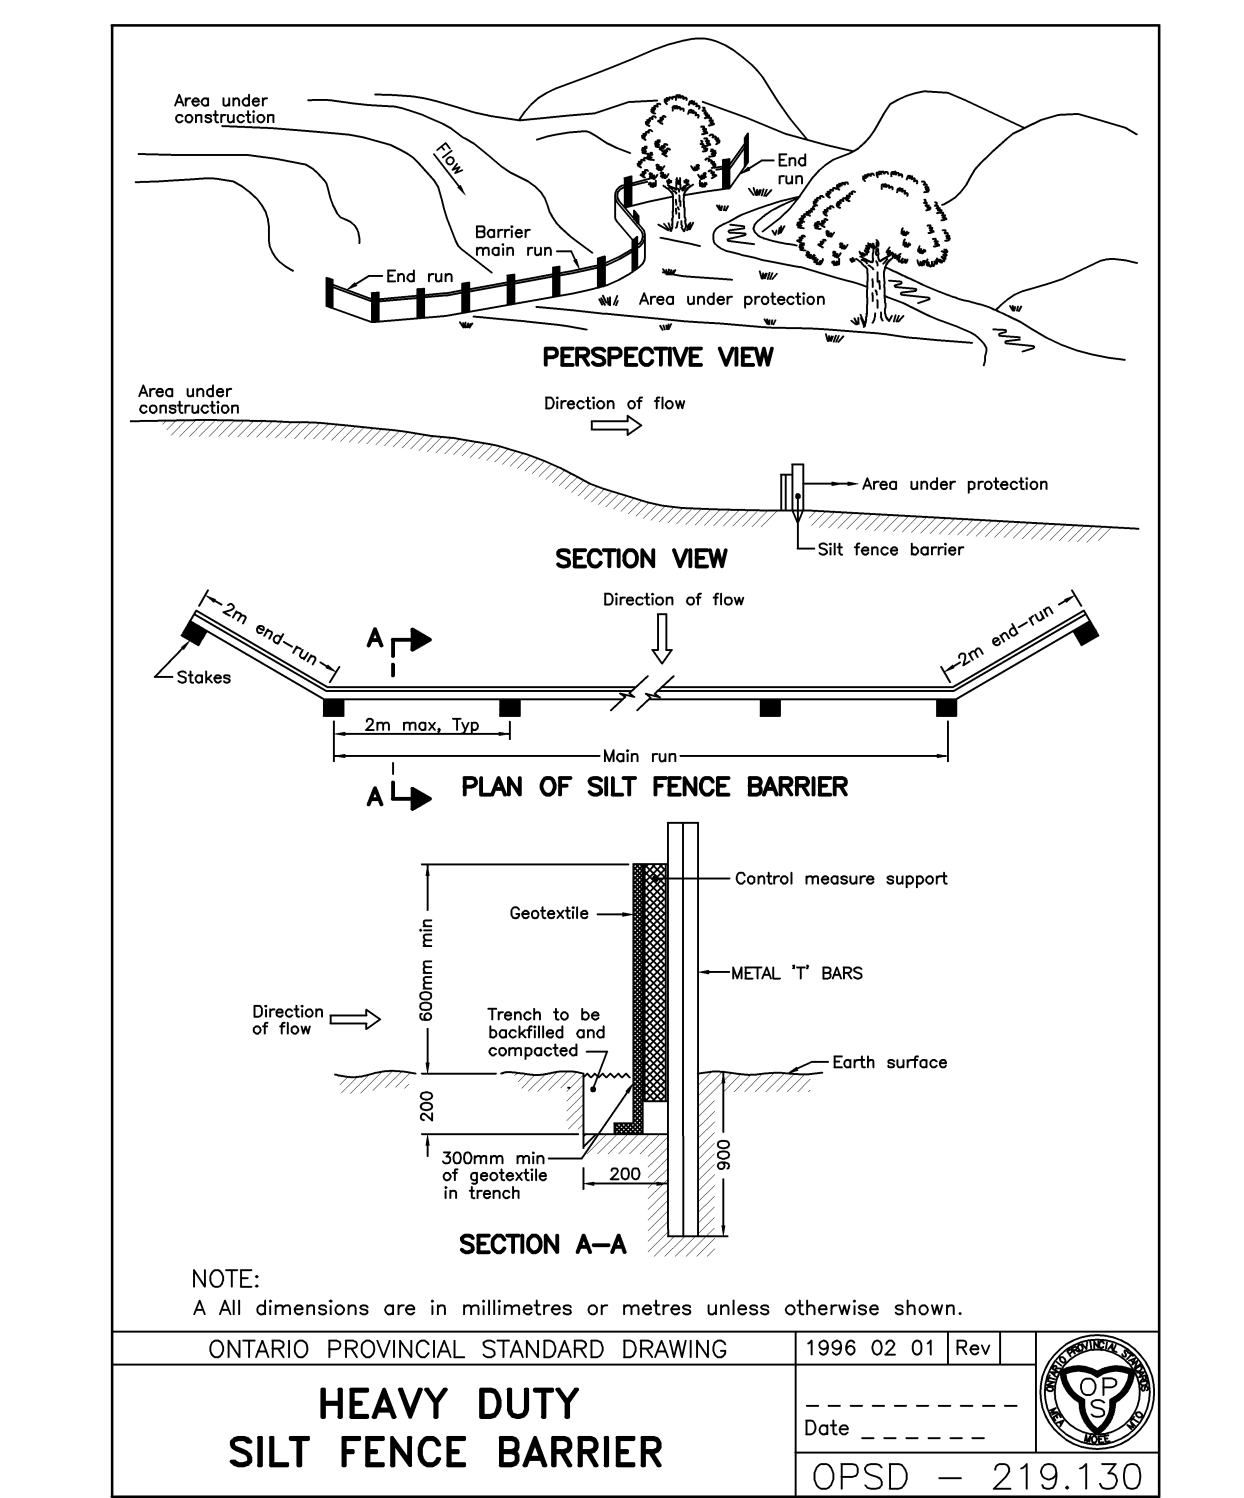 Area under
construction
Flow
End
run
Barrier
main run
End run
Area under protection
PERSPECTIVE VIEW
Area under
construction
Direction of flow
Area under protection
Silt fence barrier
SECTION VIEW
Direction of flow
2m end-run
2m end-run
A
Stakes
2m max, Typ
Main run
A
PLAN OF SILT FENCE BARRIER
Control measure support
Geotextile
600mm min
METAL 'T' BARS
Direction
of flow
Trench to be
backfilled and
compacted
Earth surface
200
900
300mm min
of geotextile
in trench
200
SECTION A-A
NOTE:
A All dimensions are in millimetres or metres unless otherwise shown.
ONTARIO PROVINCIAL STANDARD DRAWING
1996 02 01 Rev
HEAVY DUTY
SILT FENCE BARRIER
Date
ONTARIO PROVINCIAL STANDARDS
OPS
MEA MOEE MTO
OPSD - 219.130